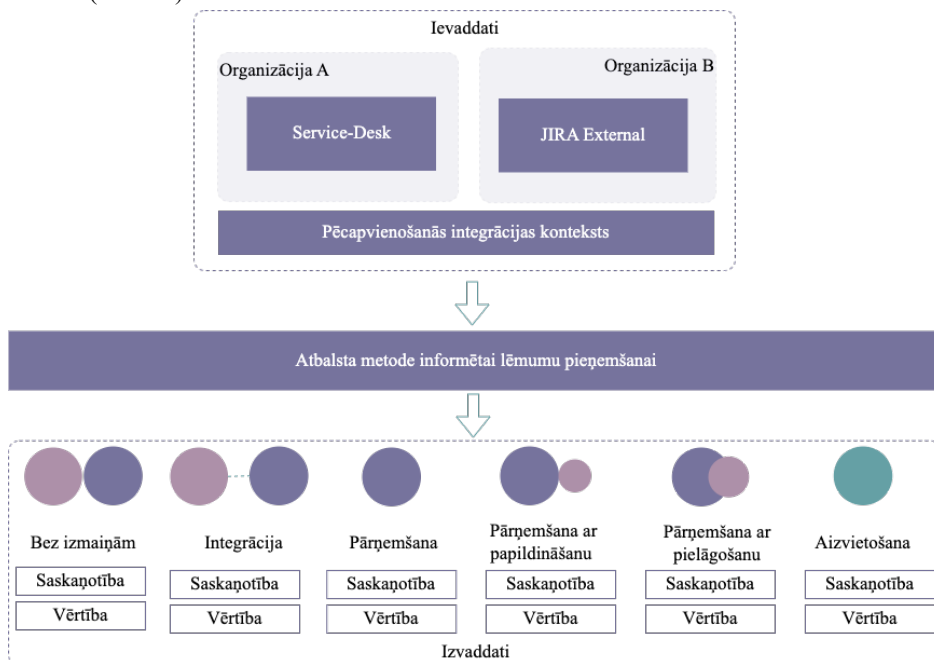 Ievaddati
Organizācija A
Organizācija B
Service-Desk
JIRA External
Pēcapvienošanās integrācijas konteksts
Atbalsta metode informētai lēmumu pieņemšanai
Bez izmaiņām
Integrācija
Pārņemšana
Pārņemšana ar
papildināšanu
Pārņemšana ar
pielāgošanu
Aizvietošana
Saskaņotība
Saskaņotība
Saskaņotība
Saskaņotība
Saskaņotība
Saskaņotība
Vērtība
Vērtība
Vērtība
Vērtība
Vērtība
Vērtība
Izvaddati